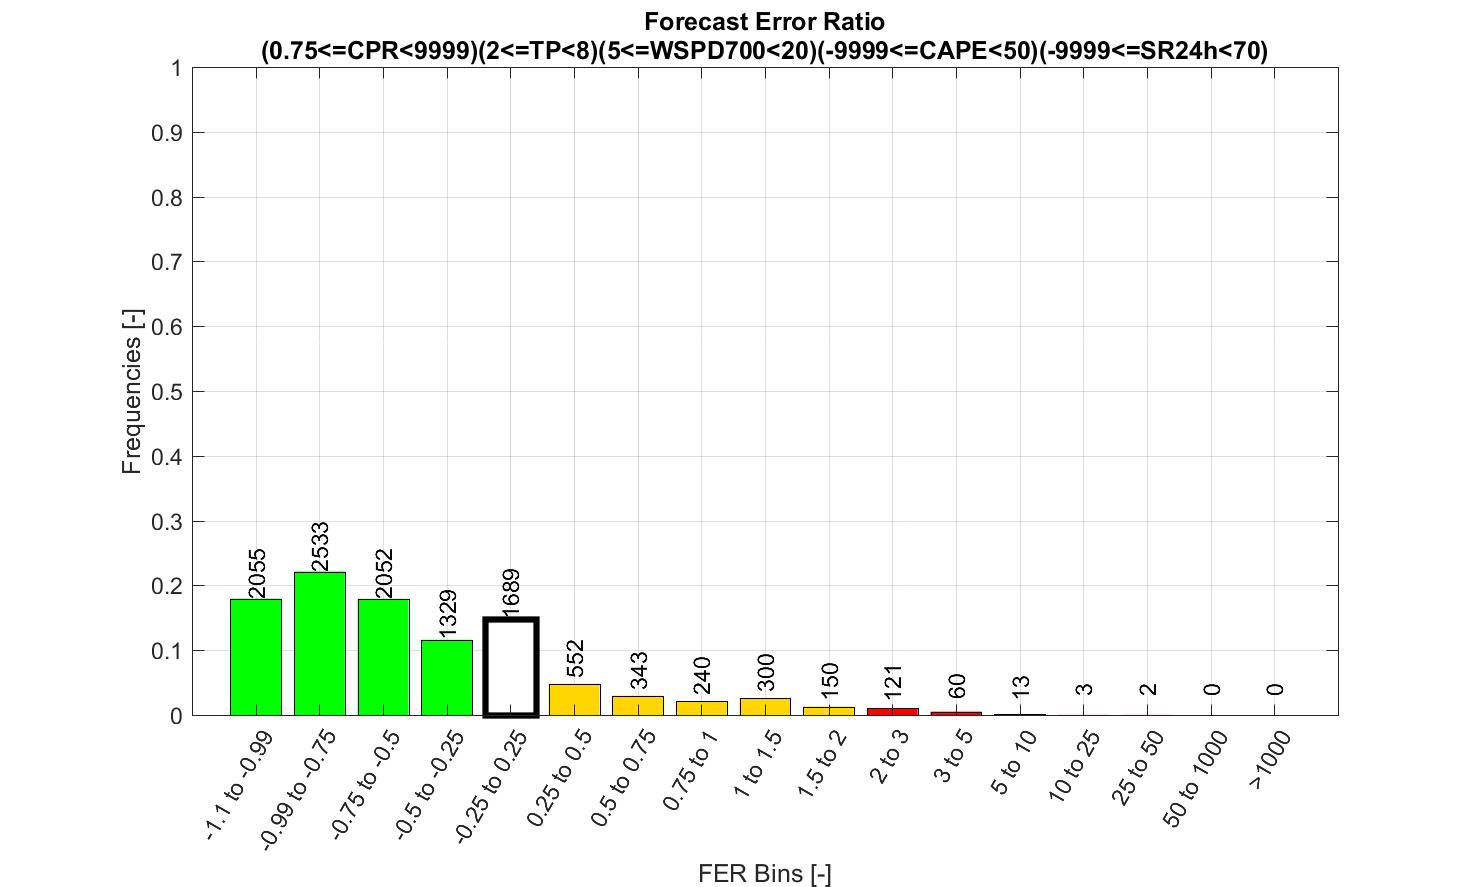 Forecast Error Ratio
(0.75<=CPR<9999)(2<=TP<8)(5<=WSPD700<20)(-9999<=CAPE<50)(-9999<=SR24h<70)
1
0.9
0.8
0.7
0.6
0.5
0.4
0.3
0.2
0.1
0
Frequencies [-]
2055
2533
2052
1329
1689
552
343
240
300
150
121
60
13
3
2
0
0
-1.1 to -0.99
-0.99 to -0.75
-0.75 to -0.5
-0.5 to -0.25
-0.25 to 0.25
0.25 to 0.5
0.5 to 0.75
0.75 to 1
1 to 1.5
1.5 to 2
2 to 3
3 to 5
5 to 10
10 to 25
25 to 50
50 to 1000
>1000
FER Bins [-]